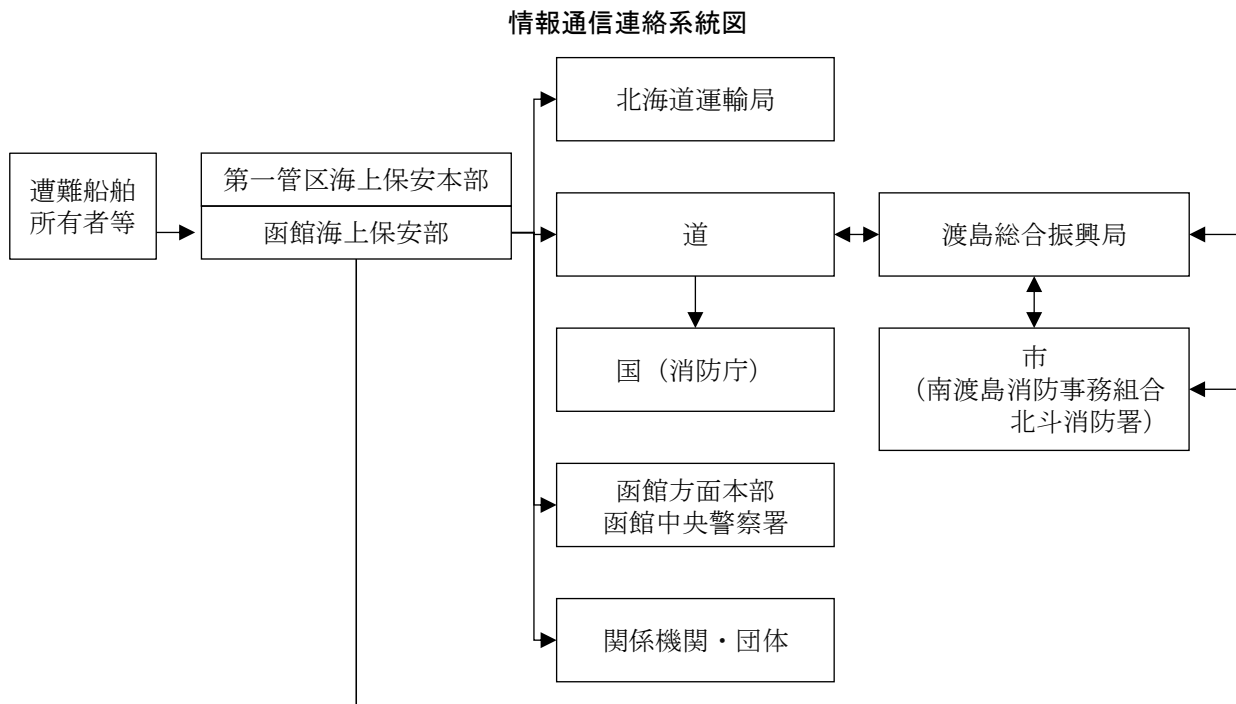 情報通信連絡系統図
北海道運輸局
遭難船舶
所有者等
第一管区海上保安本部
函館海上保安部
道
渡島総合振興局
国（消防庁）
市
（南渡島消防事務組合
北斗消防署）
函館方面本部
函館中央警察署
関係機関・団体